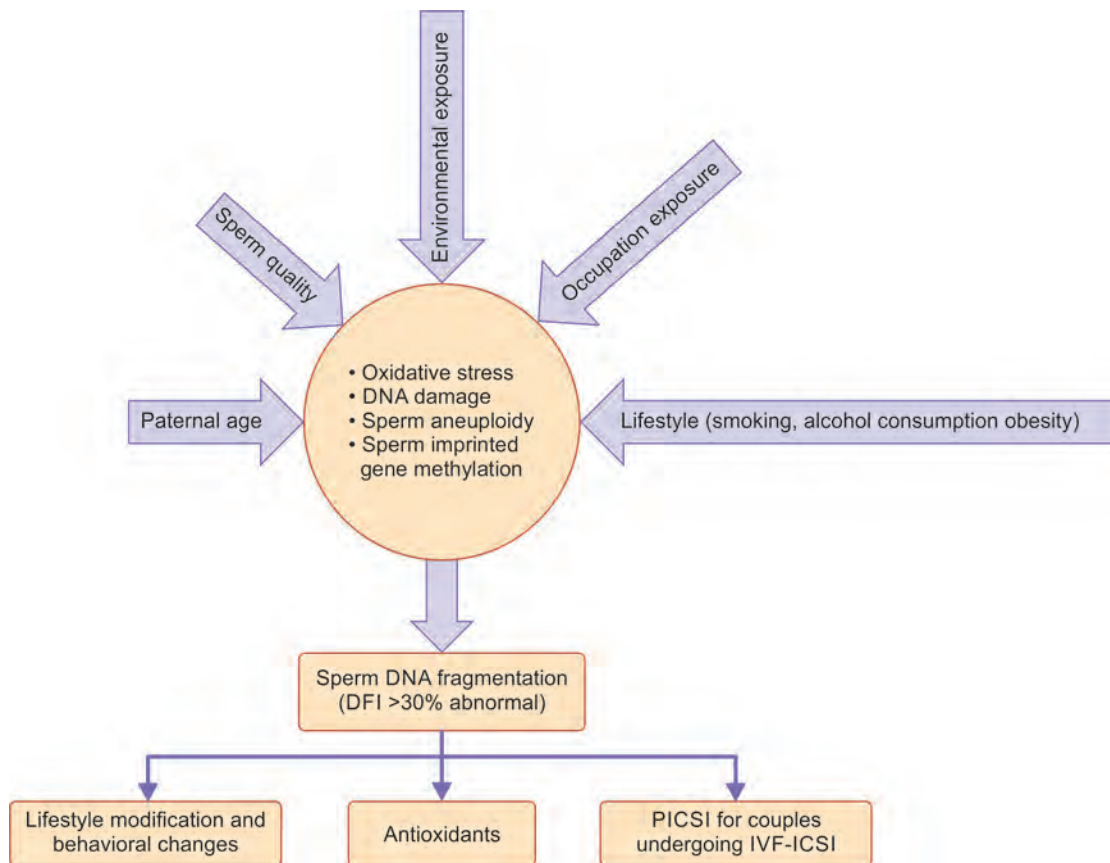 Environmental exposure
Sperm quality
Occupation exposure
• Oxidative stress
• DNA damage
• Sperm aneuploidy
• Sperm imprinted
gene methylation
Paternal age
Lifestyle (smoking, alcohol consumption obesity)
Sperm DNA fragmentation
(DFI >30% abnormal)
Lifestyle modification and
behavioral changes
Antioxidants
PICSI for couples
undergoing IVF-ICSI